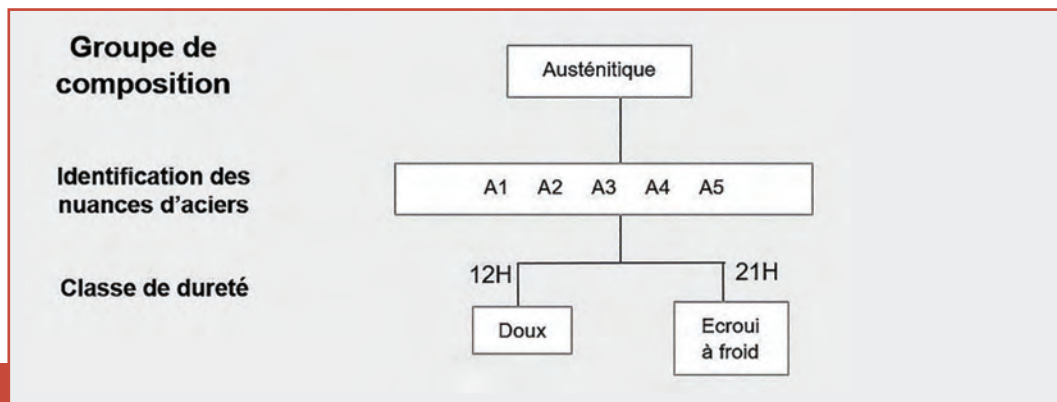 Groupe de
composition
Austénitique
Identification des
nuances d'aciers
A1 A2 A3 A4 A5
Classe de dureté
12H
21H
Doux
Ecroui
à froid